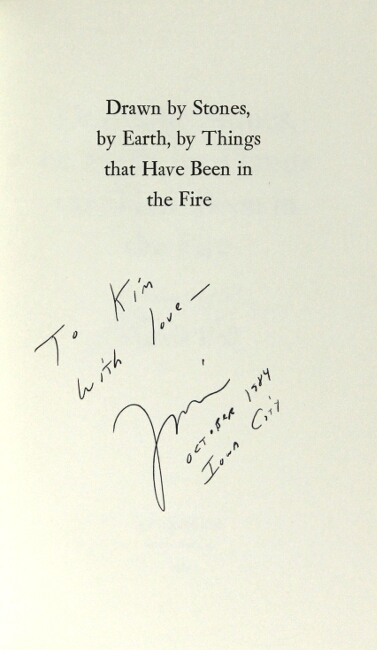 Drawn by Stones,
by Earth, by Things
that Have Been in
the Fire
To Kim
with love —
OCTOBER 1984
Iowa City